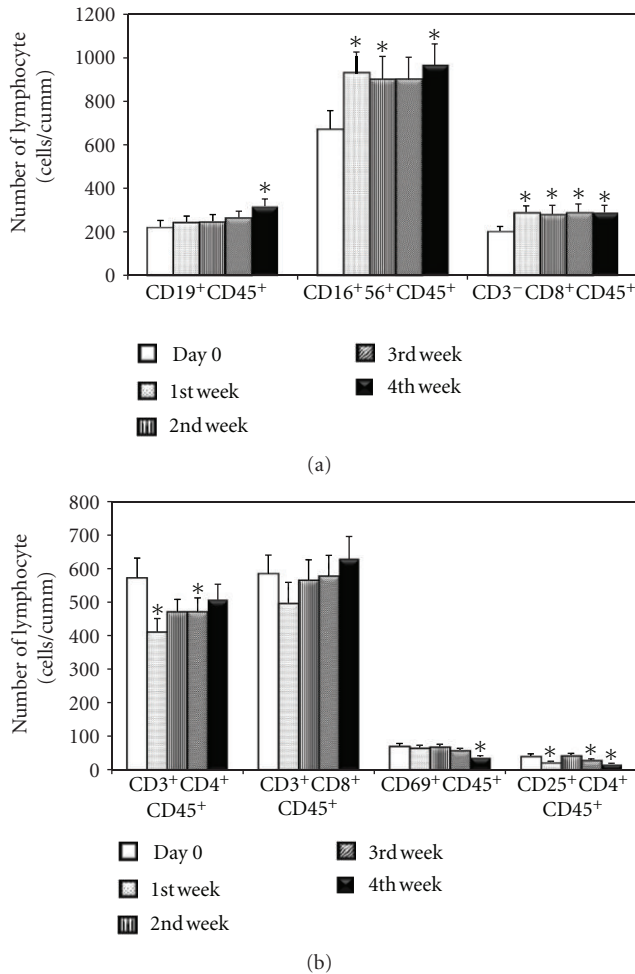 1200
1000
800
600
400
200
0
Number of lymphocyte
(cells/cumm)
* * * * * * * *
CD19⁺CD45⁺ CD16⁺56⁺CD45⁺ CD3⁻CD8⁺CD45⁺
Day 0
1st week
2nd week
3rd week
4th week
(a)
800
700
600
500
400
300
200
100
0
Number of lymphocyte
(cells/cumm)
* * * * * *
CD3⁺CD4⁺
CD45⁺
CD3⁺CD8⁺
CD45⁺
CD69⁺CD45⁺
CD25⁺CD4⁺
CD45⁺
Day 0
1st week
2nd week
3rd week
4th week
(b)